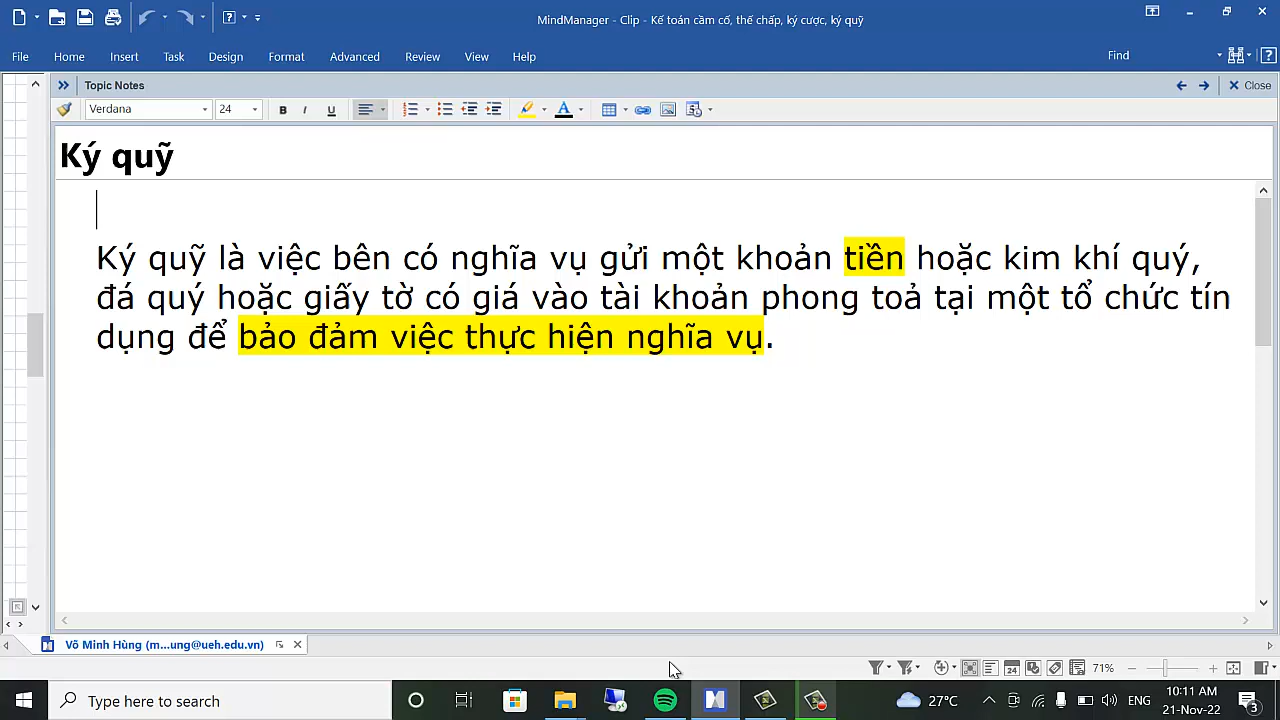 MindManager - Clip - Kế toán cầm cố, thế chấp, ký cược, ký quỹ
File Home Insert Task Design Format Advanced Review View Help Find
Topic Notes Close
Verdana 24 B I U A
Ký quỹ
Ký quỹ là việc bên có nghĩa vụ gửi một khoản tiền hoặc kim khí quý,
đá quý hoặc giấy tờ có giá vào tài khoản phong toả tại một tổ chức tín
dụng để bảo đảm việc thực hiện nghĩa vụ.
Võ Minh Hùng (m...ung@ueh.edu.vn)
71%
Type here to search 27°C ENG 10:11 AM
21-Nov-22 3